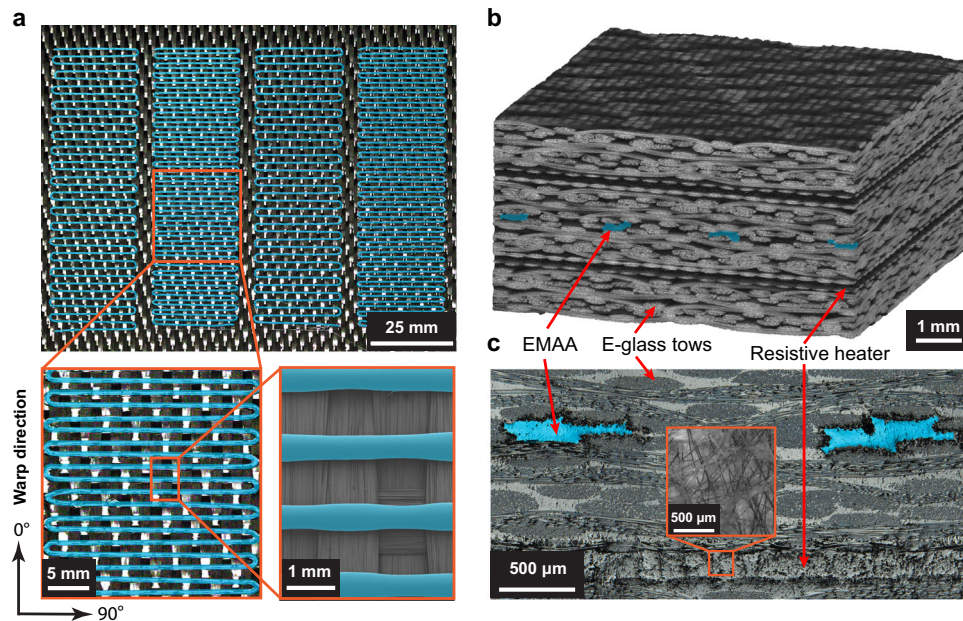 a
25 mm
Warp direction
0°
90°
5 mm
1 mm
b
1 mm
EMAA
E-glass tows
Resistive heater
c
500 µm
500 µm